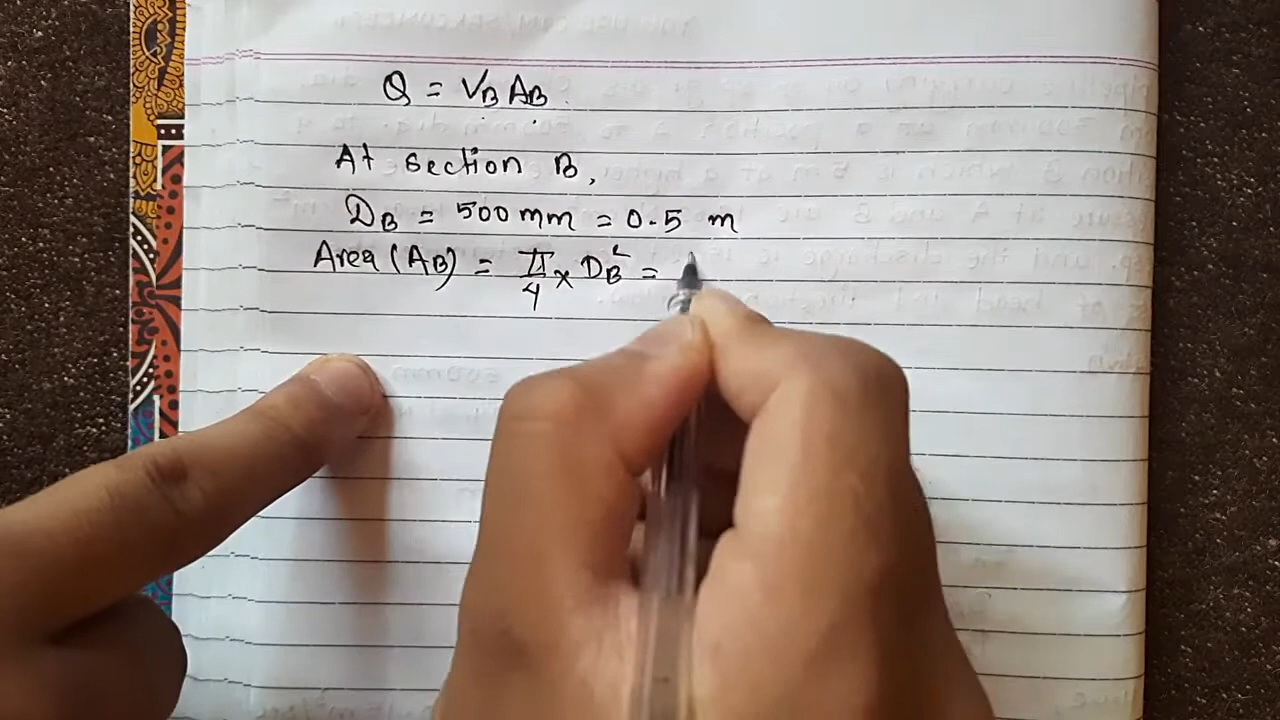 Q = V_B A_B
At section B,
D_B = 500 mm = 0.5 m
Area (A_B) = π/4 × D_B² =